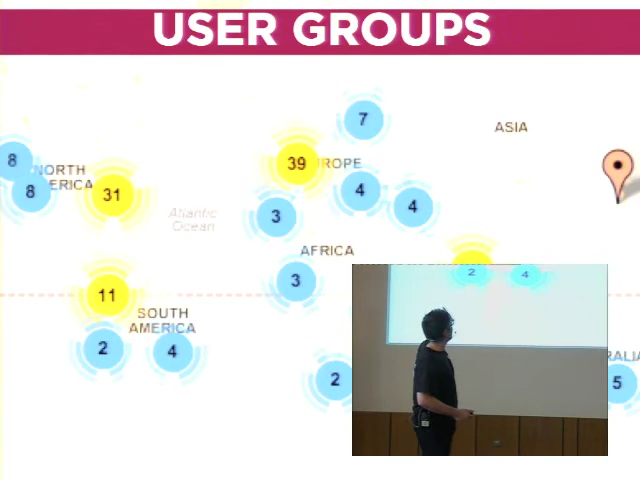 USER GROUPS
7
ASIA
8
NORTH
ERICA
8
31
39
ROPE
4
4
3
Atlantic
Ocean
AFRICA
3
11
SOUTH
AMERICA
2
4
2
2
4
RALIA
5